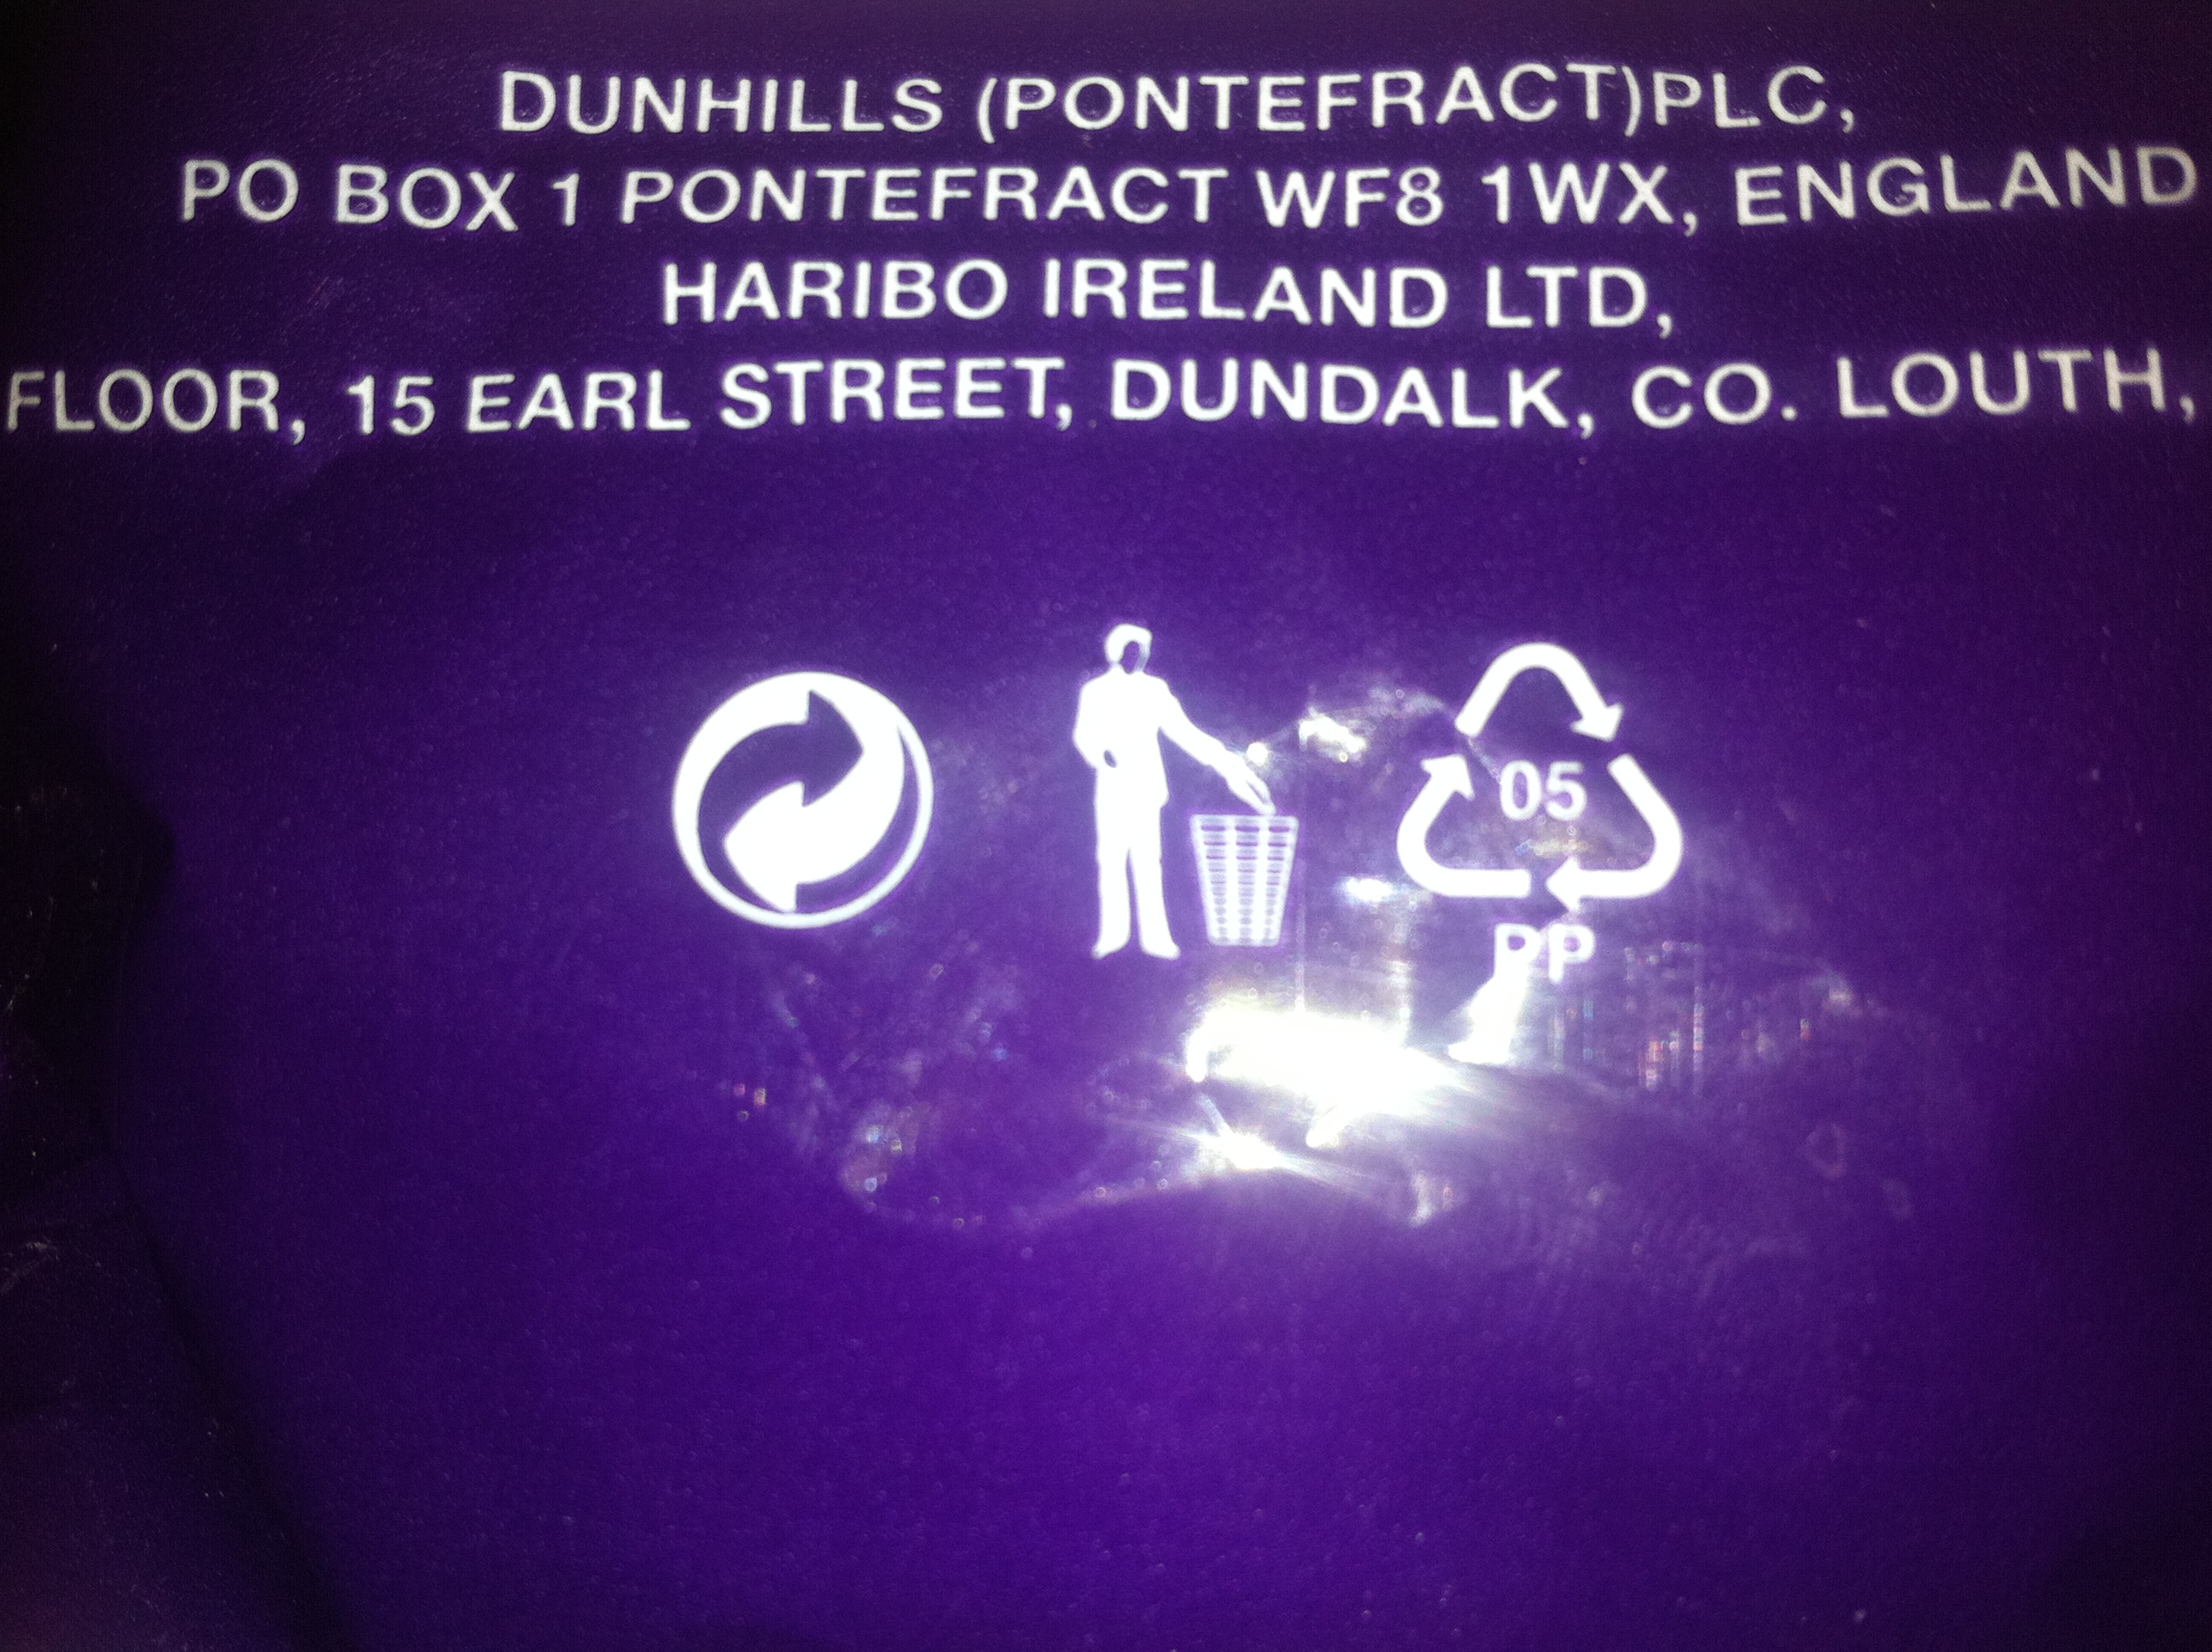 DUNHILLS (PONTEFRACT)PLC,
PO BOX 1 PONTEFRACT WF8 1WX, ENGLAND
HARIBO IRELAND LTD,
FLOOR, 15 EARL STREET, DUNDALK, CO. LOUTH,
05
PP